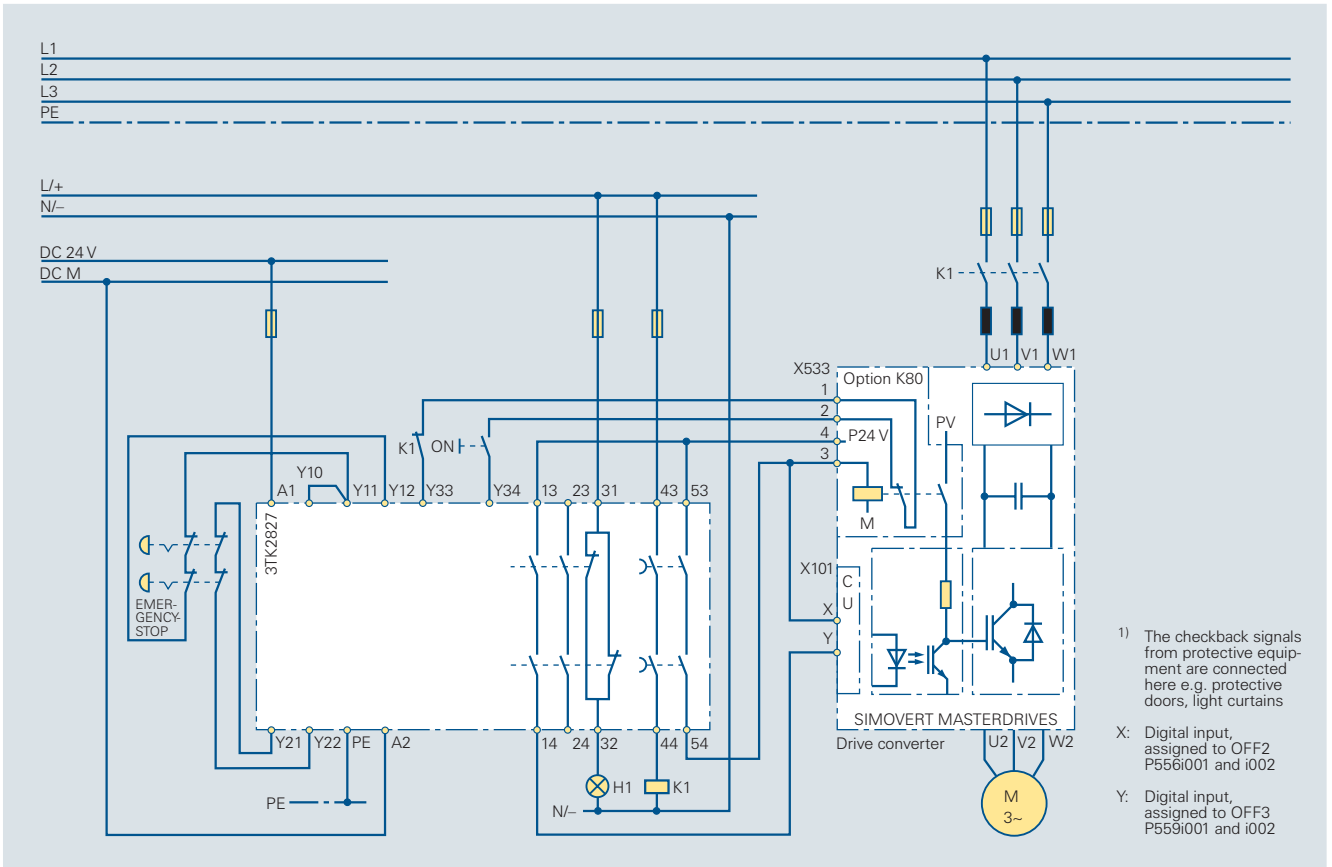 L1
L2
L3
PE
L/+
N/–
DC 24 V
DC M
K1
U1 V1 W1
X533
Option K80
1
2
4
3
P24 V
PV
M
K1
ON
Y10
A1
Y11
Y12
Y33
Y34
13
23
31
43
53
3TK2827
EMER-
GENCY-
STOP
X101
C
U
X
Y
SIMOVERT MASTERDRIVES
Drive converter
U2 V2 W2
M
3~
Y21
Y22
PE
A2
14
24
32
44
54
H1
K1
PE
N/–
1) The checkback signals
from protective equip-
ment are connected
here e.g. protective
doors, light curtains
X: Digital input,
assigned to OFF2
P556i001 and i002
Y: Digital input,
assigned to OFF3
P559i001 and i002